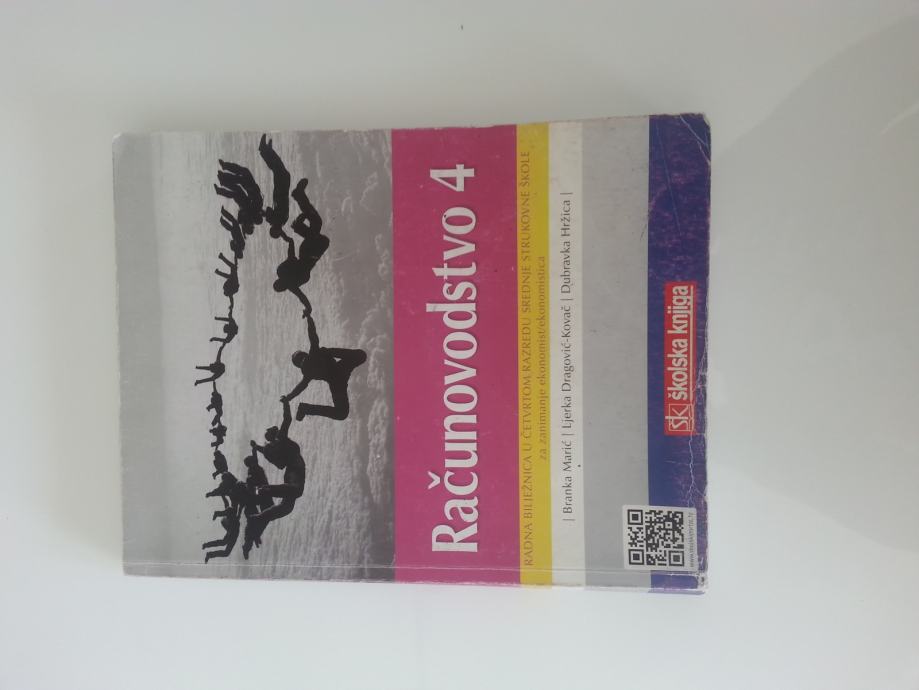 Računovodstvo 4
RADNA BILJEŽNICA U ČETVRTOM RAZREDU SREDNJE STRUKOVNE ŠKOLE
za zanimanje ekonomist/ekonomistica
| Branka Marić | Ljerka Dragović-Kovač | Dubravka Hržica |
ŠK školska knjiga